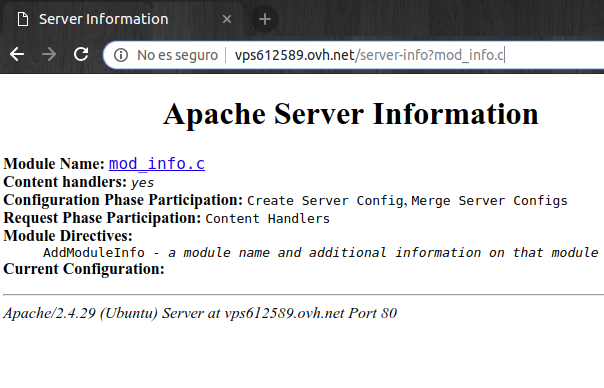 Server Information
No es seguro vps612589.ovh.net/server-info?mod_info.c
Apache Server Information
Module Name: mod_info.c
Content handlers: yes
Configuration Phase Participation: Create Server Config, Merge Server Configs
Request Phase Participation: Content Handlers
Module Directives:
AddModuleInfo - a module name and additional information on that module
Current Configuration:
Apache/2.4.29 (Ubuntu) Server at vps612589.ovh.net Port 80